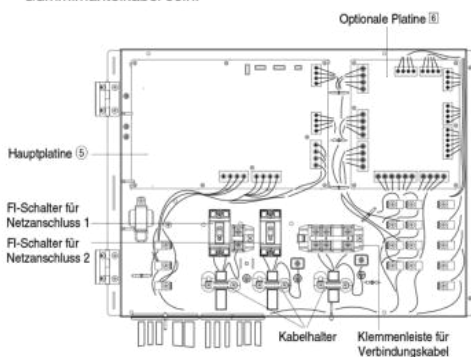 Optionale Platine 6
Hauptplatine ⑤
FI-Schalter für
Netzanschluss 1
FI-Schalter für
Netzanschluss 2
Kabelhalter
Klemmenleiste für
Verbindungskabel